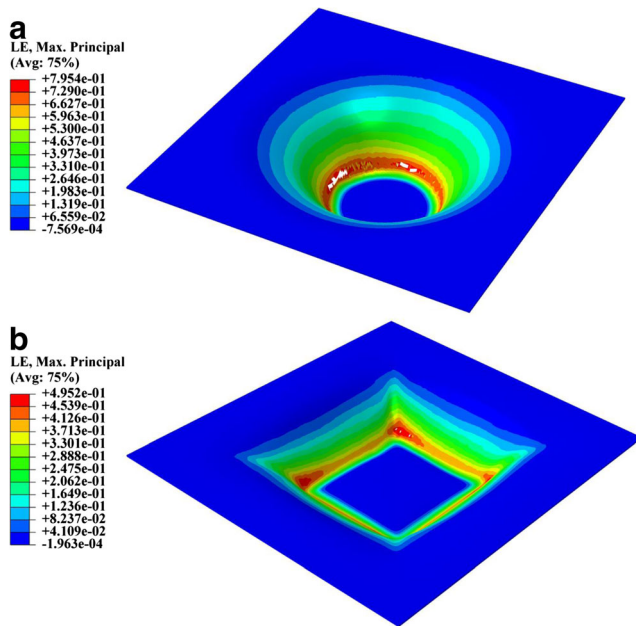 a
LE, Max. Principal
(Avg: 75%)
+7.954e-01
+7.290e-01
+6.627e-01
+5.963e-01
+5.300e-01
+4.637e-01
+3.973e-01
+3.310e-01
+2.646e-01
+1.983e-01
+1.319e-01
+6.559e-02
-7.569e-04
b
LE, Max. Principal
(Avg: 75%)
+4.952e-01
+4.539e-01
+4.126e-01
+3.713e-01
+3.301e-01
+2.888e-01
+2.475e-01
+2.062e-01
+1.649e-01
+1.236e-01
+8.237e-02
+4.109e-02
-1.963e-04